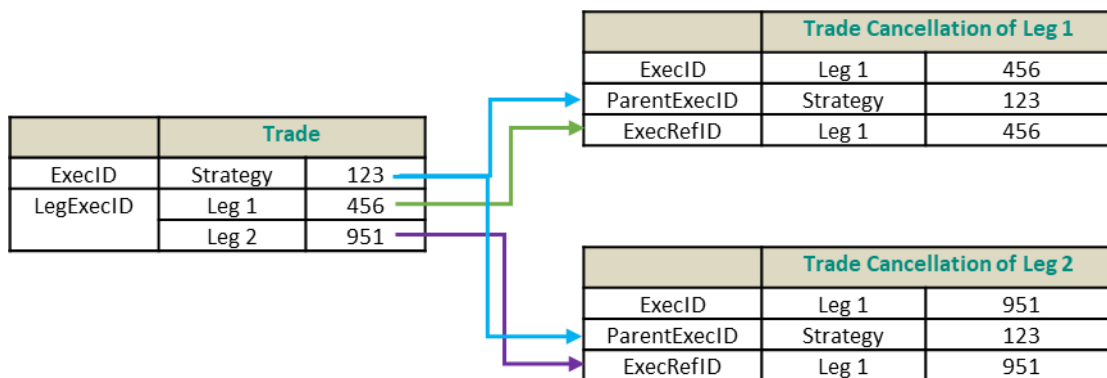 Trade
ExecID Strategy 123
LegExecID Leg 1 456
Leg 2 951
Trade Cancellation of Leg 1
ExecID Leg 1 456
ParentExecID Strategy 123
ExecRefID Leg 1 456
Trade Cancellation of Leg 2
ExecID Leg 1 951
ParentExecID Strategy 123
ExecRefID Leg 1 951